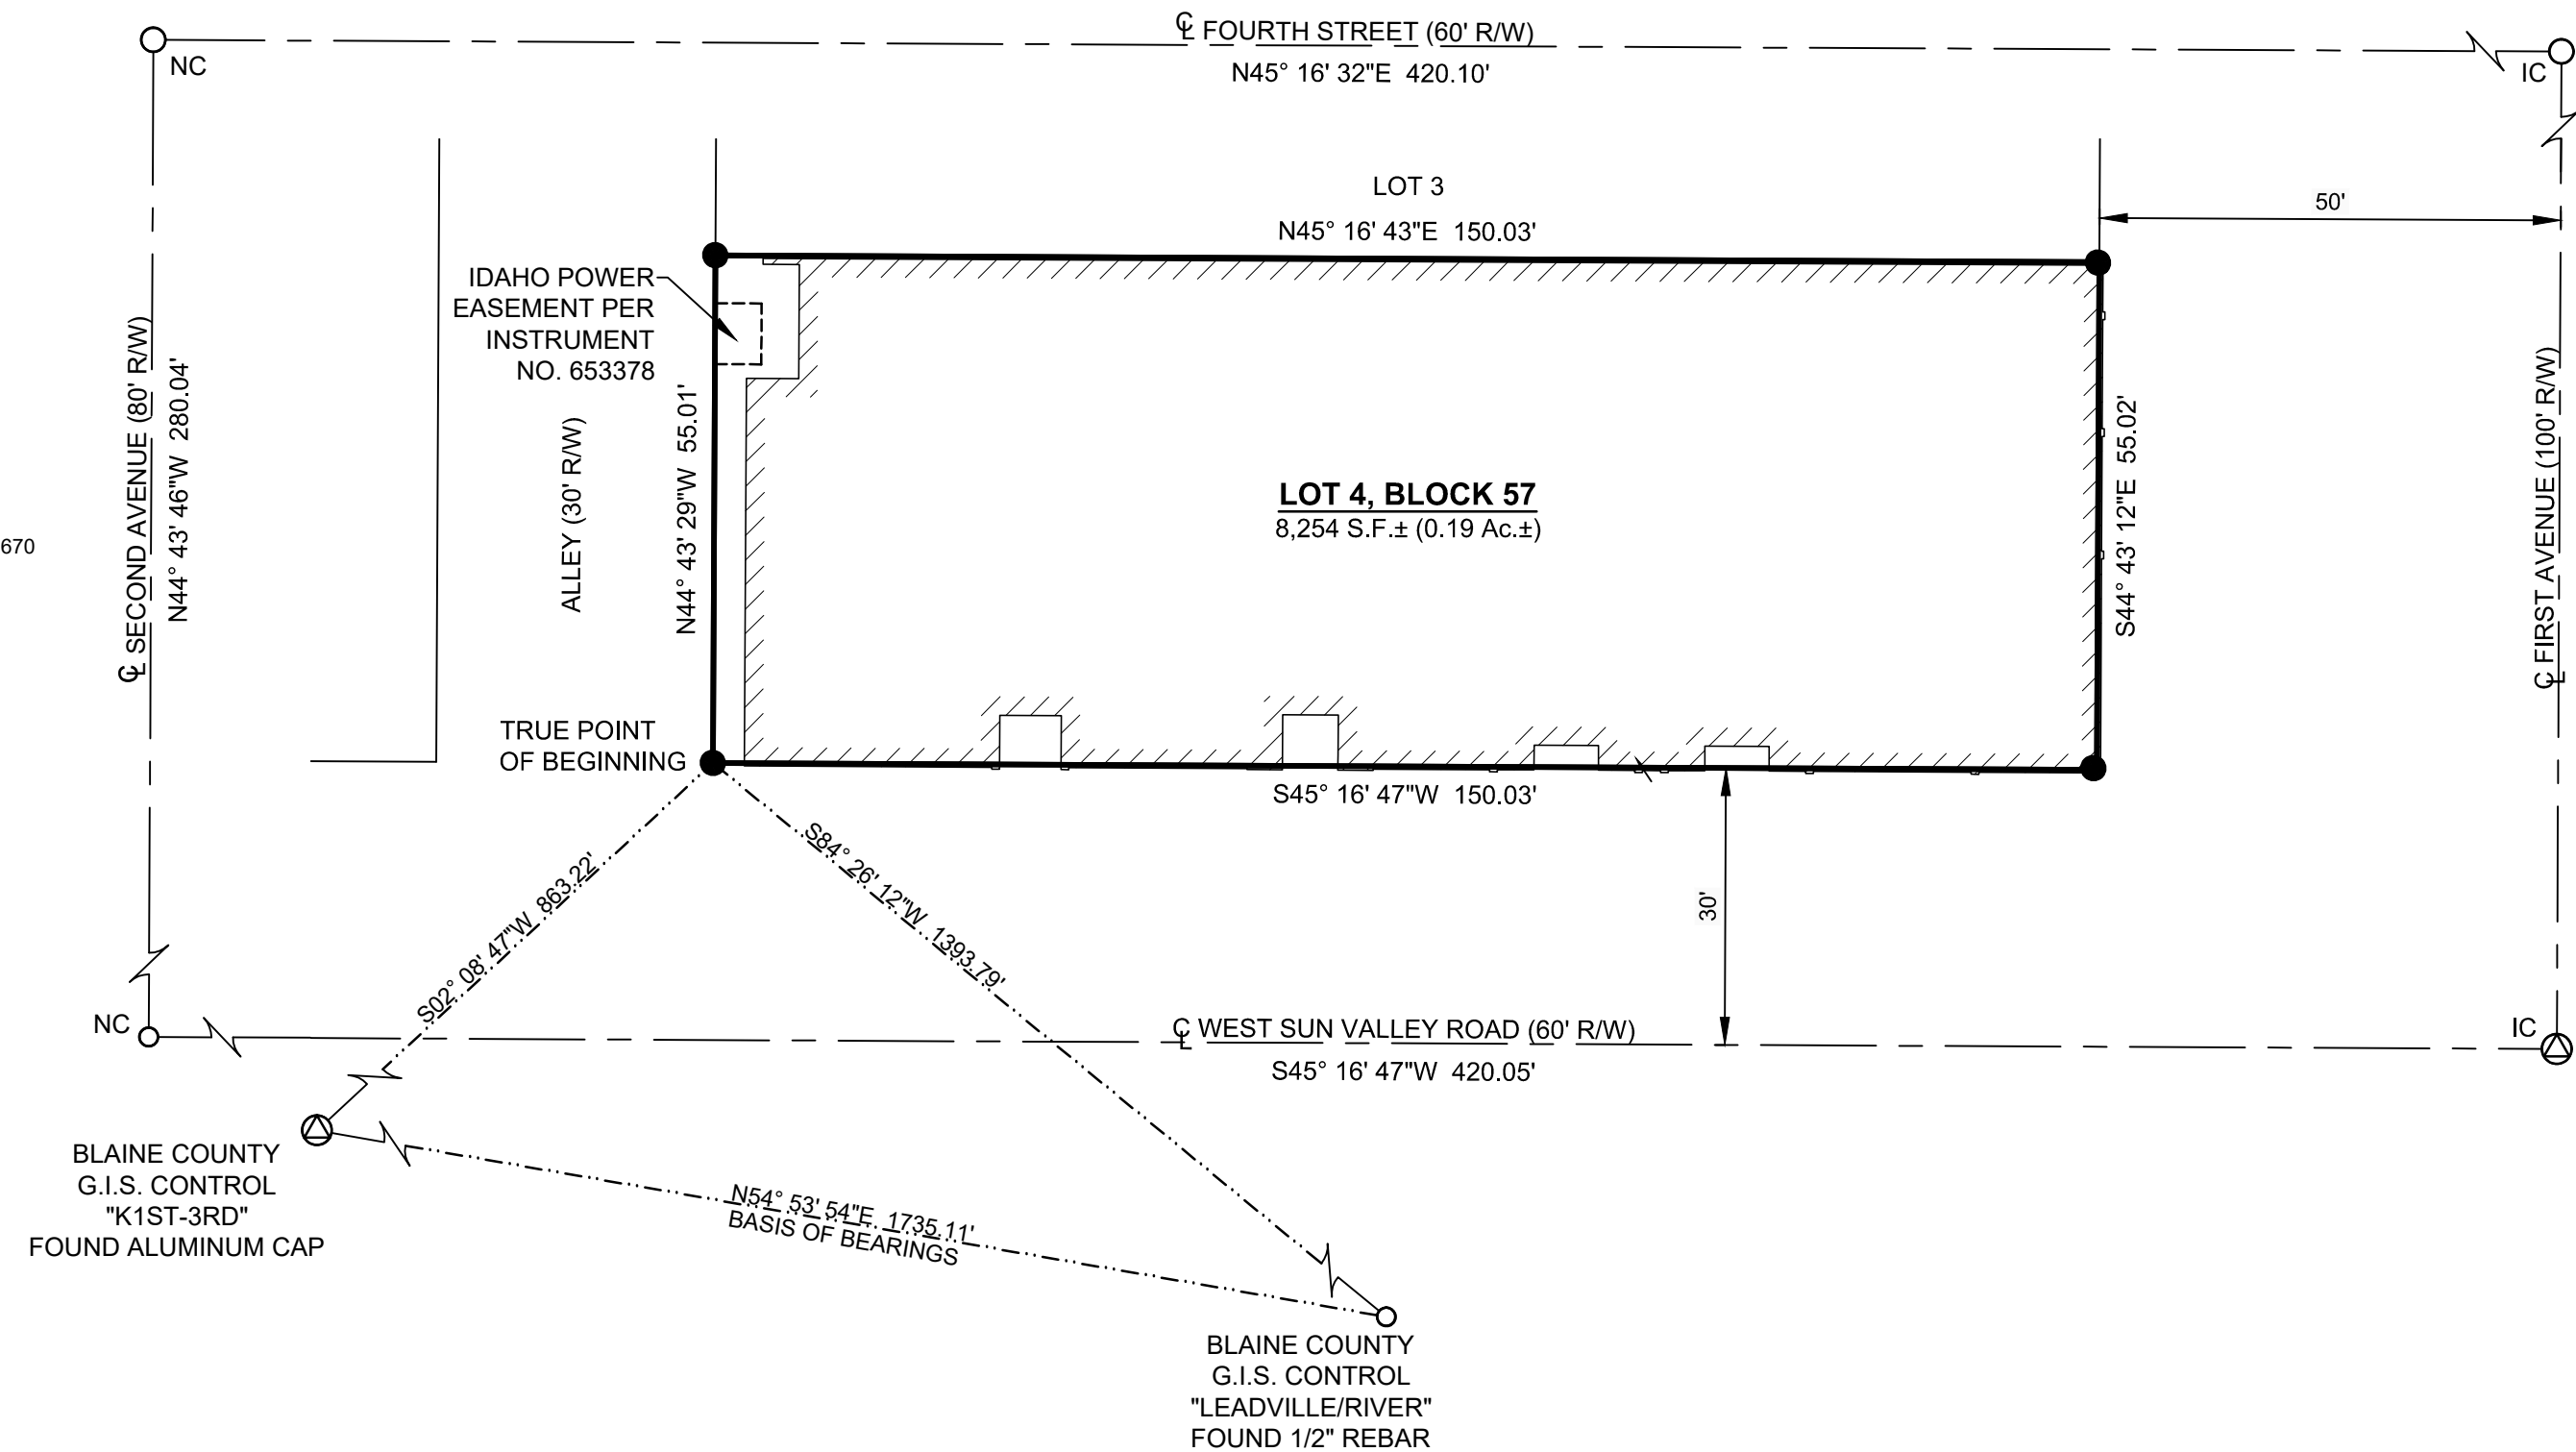 ℄ FOURTH STREET (60' R/W)
N45° 16' 32"E 420.10'
NC
IC
LOT 3
N45° 16' 43"E 150.03'
50'
IDAHO POWER
EASEMENT PER
INSTRUMENT
NO. 653378
℄ SECOND AVENUE (80' R/W)
N44° 43' 46"W 280.04'
ALLEY (30' R/W)
N44° 43' 29"W 55.01'
LOT 4, BLOCK 57
8,254 S.F.± (0.19 Ac.±)
S44° 43' 12"E 55.02'
℄ FIRST AVENUE (100' R/W)
670
TRUE POINT
OF BEGINNING
S45° 16' 47"W 150.03'
S02° 08' 47"W 863.22'
S84° 26' 12"W 1393.79'
30'
NC
℄ WEST SUN VALLEY ROAD (60' R/W)
S45° 16' 47"W 420.05'
IC
BLAINE COUNTY
G.I.S. CONTROL
"K1ST-3RD"
FOUND ALUMINUM CAP
N54° 53' 54"E 1735.11'
BASIS OF BEARINGS
BLAINE COUNTY
G.I.S. CONTROL
"LEADVILLE/RIVER"
FOUND 1/2" REBAR